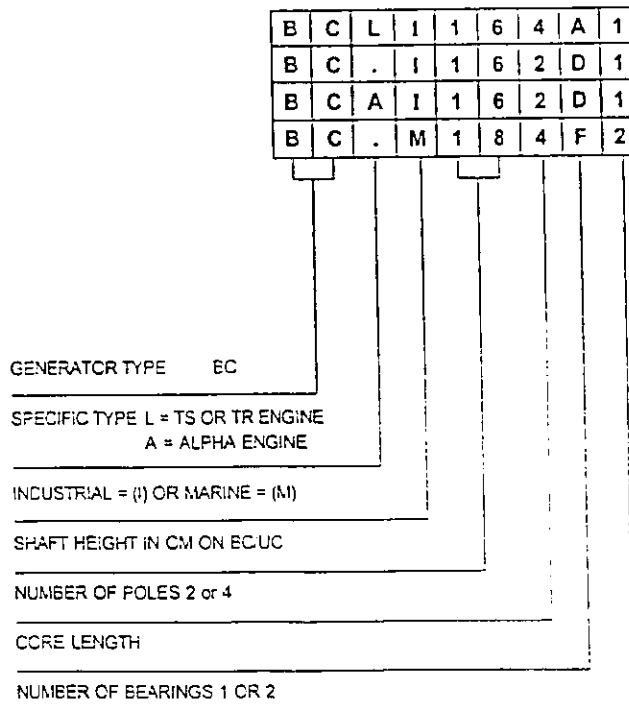 B C L I 1 6 4 A 1
B C . I 1 6 2 D 1
B C A I 1 6 2 D 1
B C . M 1 8 4 F 2
GENERATOR TYPE BC
SPECIFIC TYPE L = TS OR TR ENGINE
A = ALPHA ENGINE
INDUSTRIAL = (I) OR MARINE = (M)
SHAFT HEIGHT IN CM ON BC/UC
NUMBER OF POLES 2 or 4
CORE LENGTH
NUMBER OF BEARINGS 1 OR 2